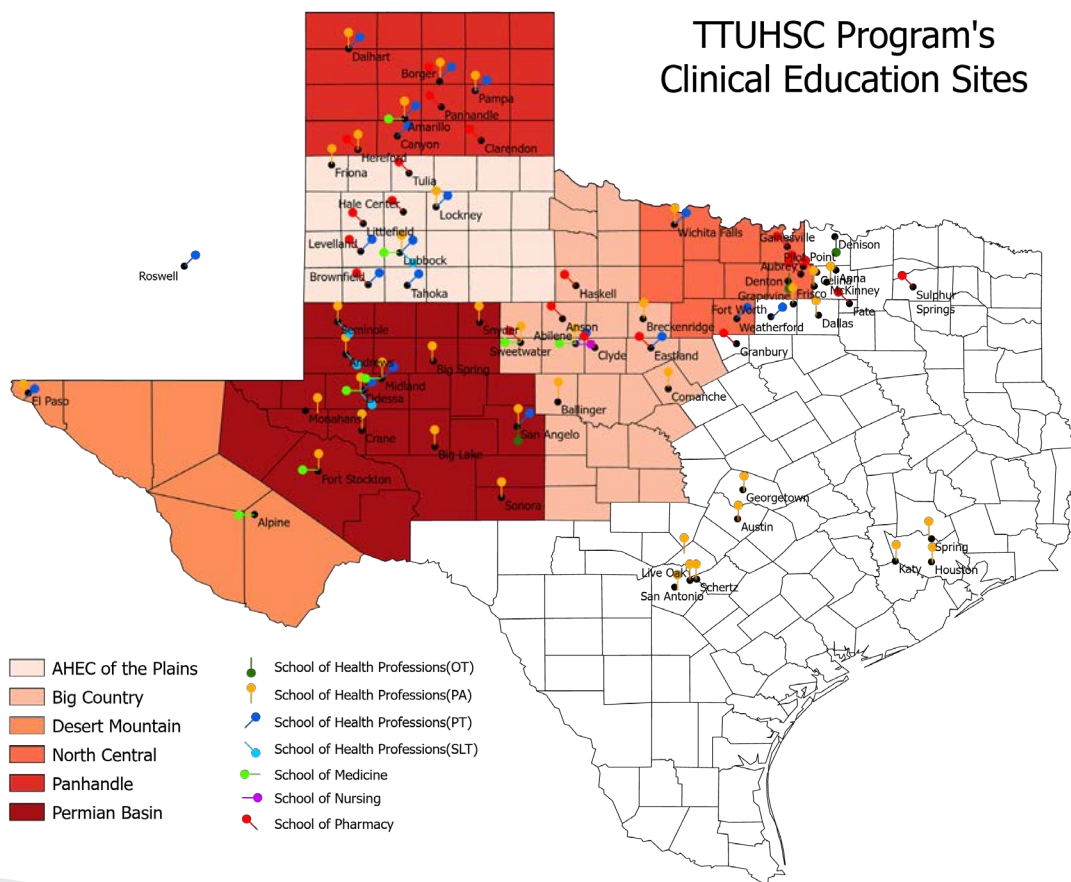 TTUHSC Program's
Clinical Education Sites
Dalhart
Borger
Pampa
Panhandle
Amarillo
Canyon
Clarendon
Hereford
Friona
Tulia
Hale Center
Lockney
Littlefield
Levelland
Lubbock
Brownfield
Tahoka
Roswell
Wichita Falls
Gainesville
Denison
Pilot Point
Aubrey
Anna
Celina
Denton
Frisco
McKinney
Grapevine
Sulphur
Springs
Fort Worth
Fate
Weatherford
Dallas
Haskell
Seminole
Snyder
Anson
Breckenridge
Abilene
Sweetwater
Clyde
Eastland
Granbury
Andrews
Big Spring
Midland
Odessa
El Paso
Comanche
Ballinger
Monahans
Crane
San Angelo
Big Lake
Fort Stockton
Sonora
Georgetown
Alpine
Austin
Spring
Katy
Houston
Live Oak
Schertz
San Antonio
AHEC of the Plains
Big Country
Desert Mountain
North Central
Panhandle
Permian Basin
School of Health Professions(OT)
School of Health Professions(PA)
School of Health Professions(PT)
School of Health Professions(SLT)
School of Medicine
School of Nursing
School of Pharmacy